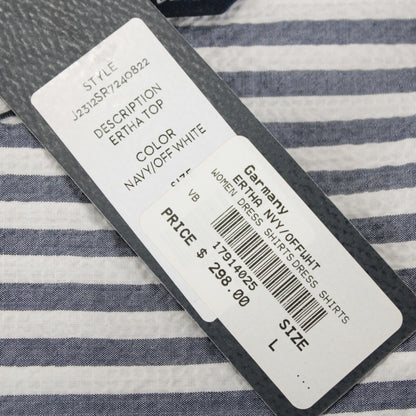 STYLE
J2312SR7240822
DESCRIPTION
ERTHA TOP
COLOR
NAVY/OFF WHITE
SIZE
Garmany
ERTHA NVY/OFFWHT
WOMEN DRESS SHIRTS DRESS SHIRTS
VB
17914025
PRICE $ 298.00
SIZE
L
....